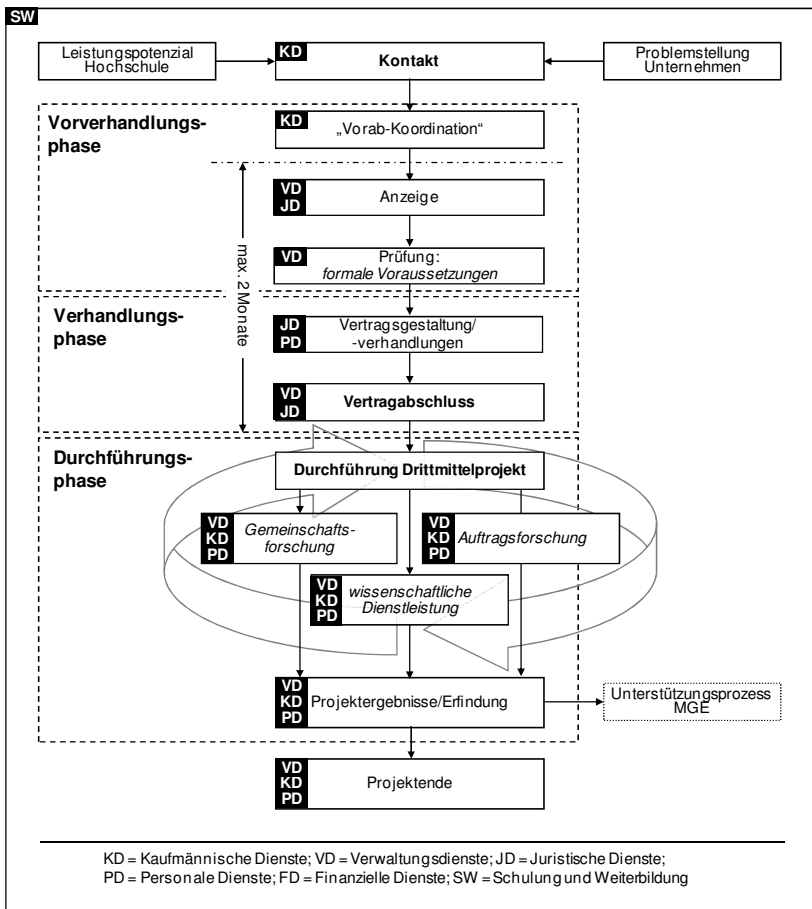 SW
Leistungspotenzial
Hochschule
KD
Kontakt
Problemstellung
Unternehmen
Vorverhandlungs-
phase
KD
„Vorab-Koordination“
max. 2 Monate
VD
JD
Anzeige
VD
Prüfung:
formale Voraussetzungen
Verhandlungs-
phase
JD
PD
Vertragsgestaltung/
-verhandlungen
VD
JD
Vertragabschluss
Durchführungs-
phase
Durchführung Drittmittelprojekt
VD
KD
PD
Gemeinschafts-
forschung
VD
KD
PD
Auftragsforschung
VD
KD
PD
wissenschaftliche
Dienstleistung
VD
KD
PD
Projektergebnisse/Erfindung
Unterstützungsprozess
MGE
VD
KD
PD
Projektende
KD = Kaufmännische Dienste; VD = Verwaltungsdienste; JD = Juristische Dienste;
PD = Personale Dienste; FD = Finanzielle Dienste; SW = Schulung und Weiterbildung